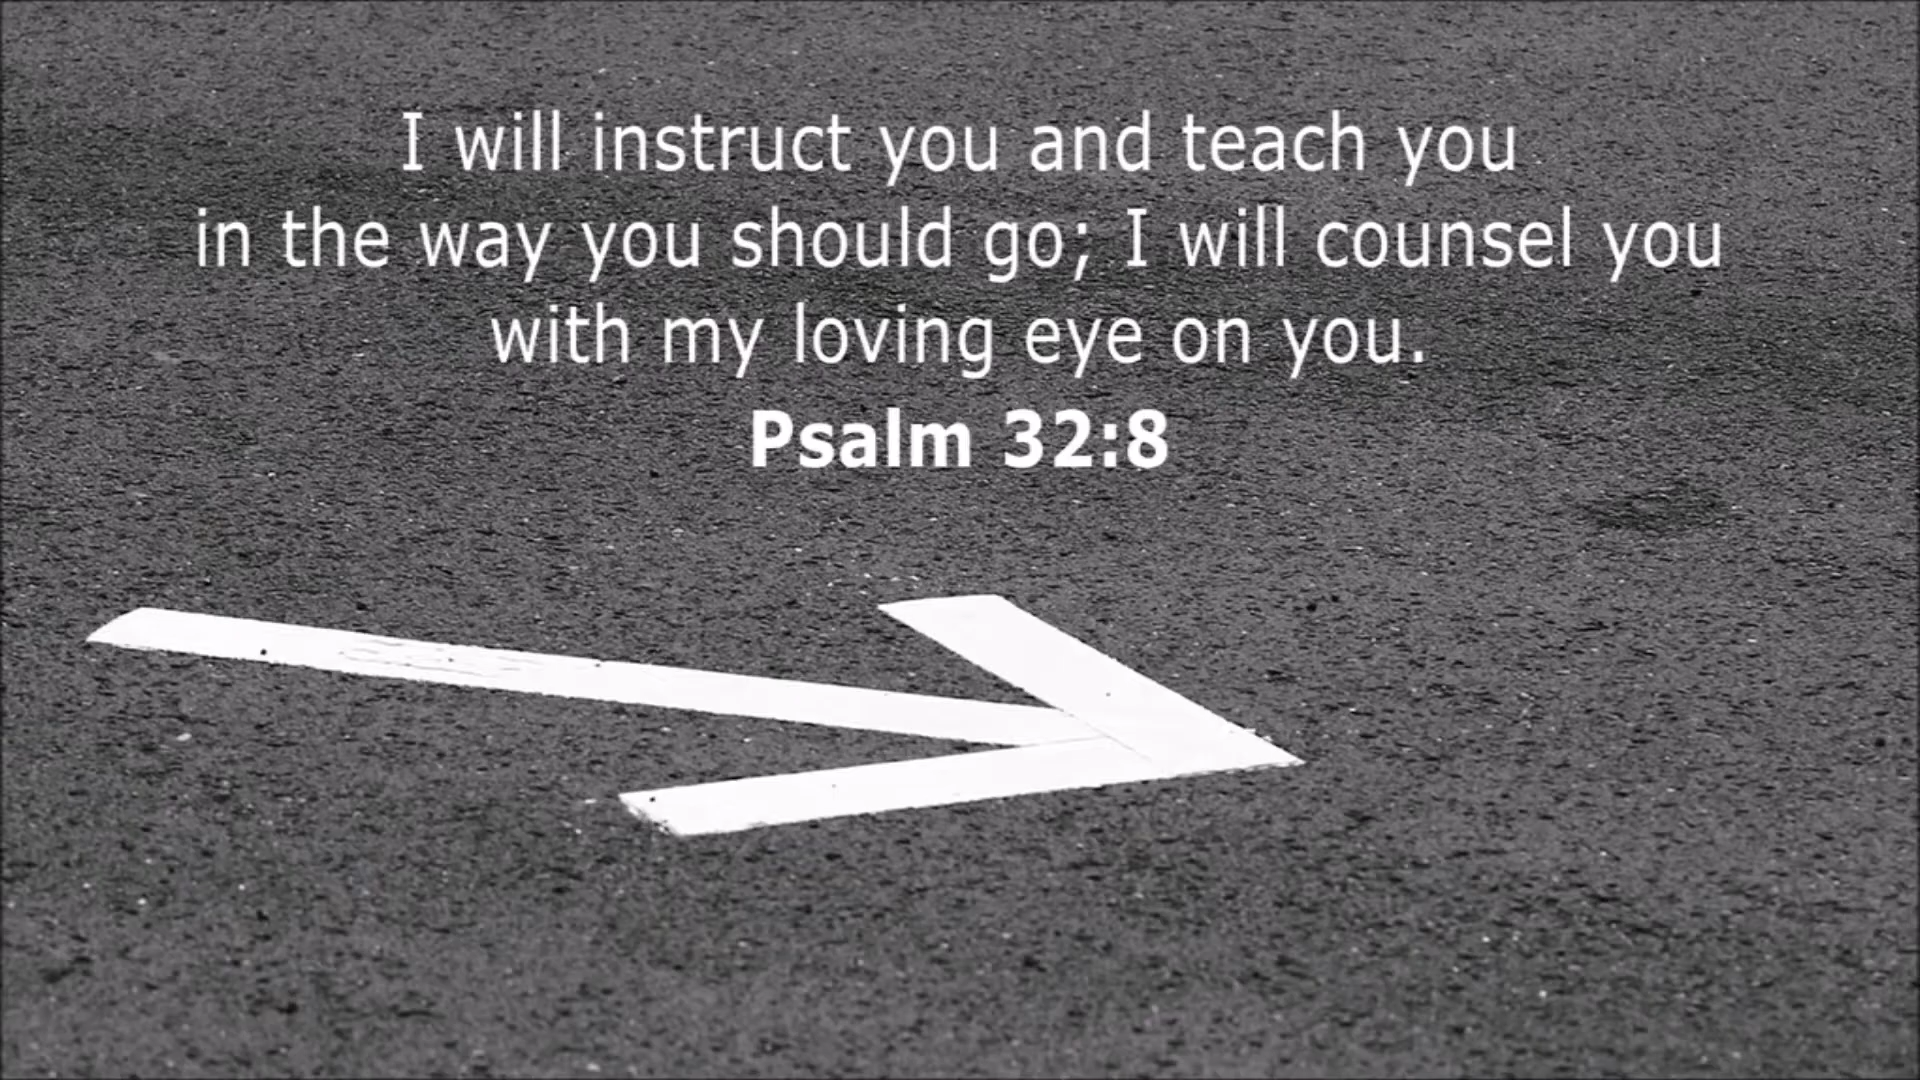 I will instruct you and teach you
in the way you should go; I will counsel you
with my loving eye on you.
Psalm 32:8